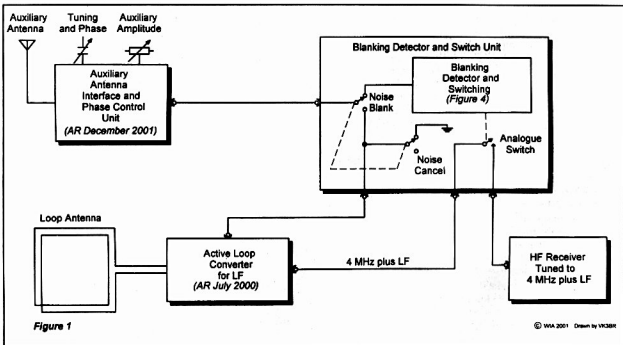 Auxiliary
Antenna
Tuning
and Phase
Auxiliary
Amplitude
Auxiliary
Antenna
Interface and
Phase Control
Unit
(AR December 2001)
Blanking Detector and Switch Unit
Blanking
Detector and
Switching
(Figure 4)
Noise
Blank
Analogue
Switch
Noise
Cancel
Loop Antenna
Active Loop
Converter
for LF
(AR July 2000)
4 MHz plus LF
HF Receiver
Tuned to
4 MHz plus LF
Figure 1
© WIA 2001 Drawn by VK3BR